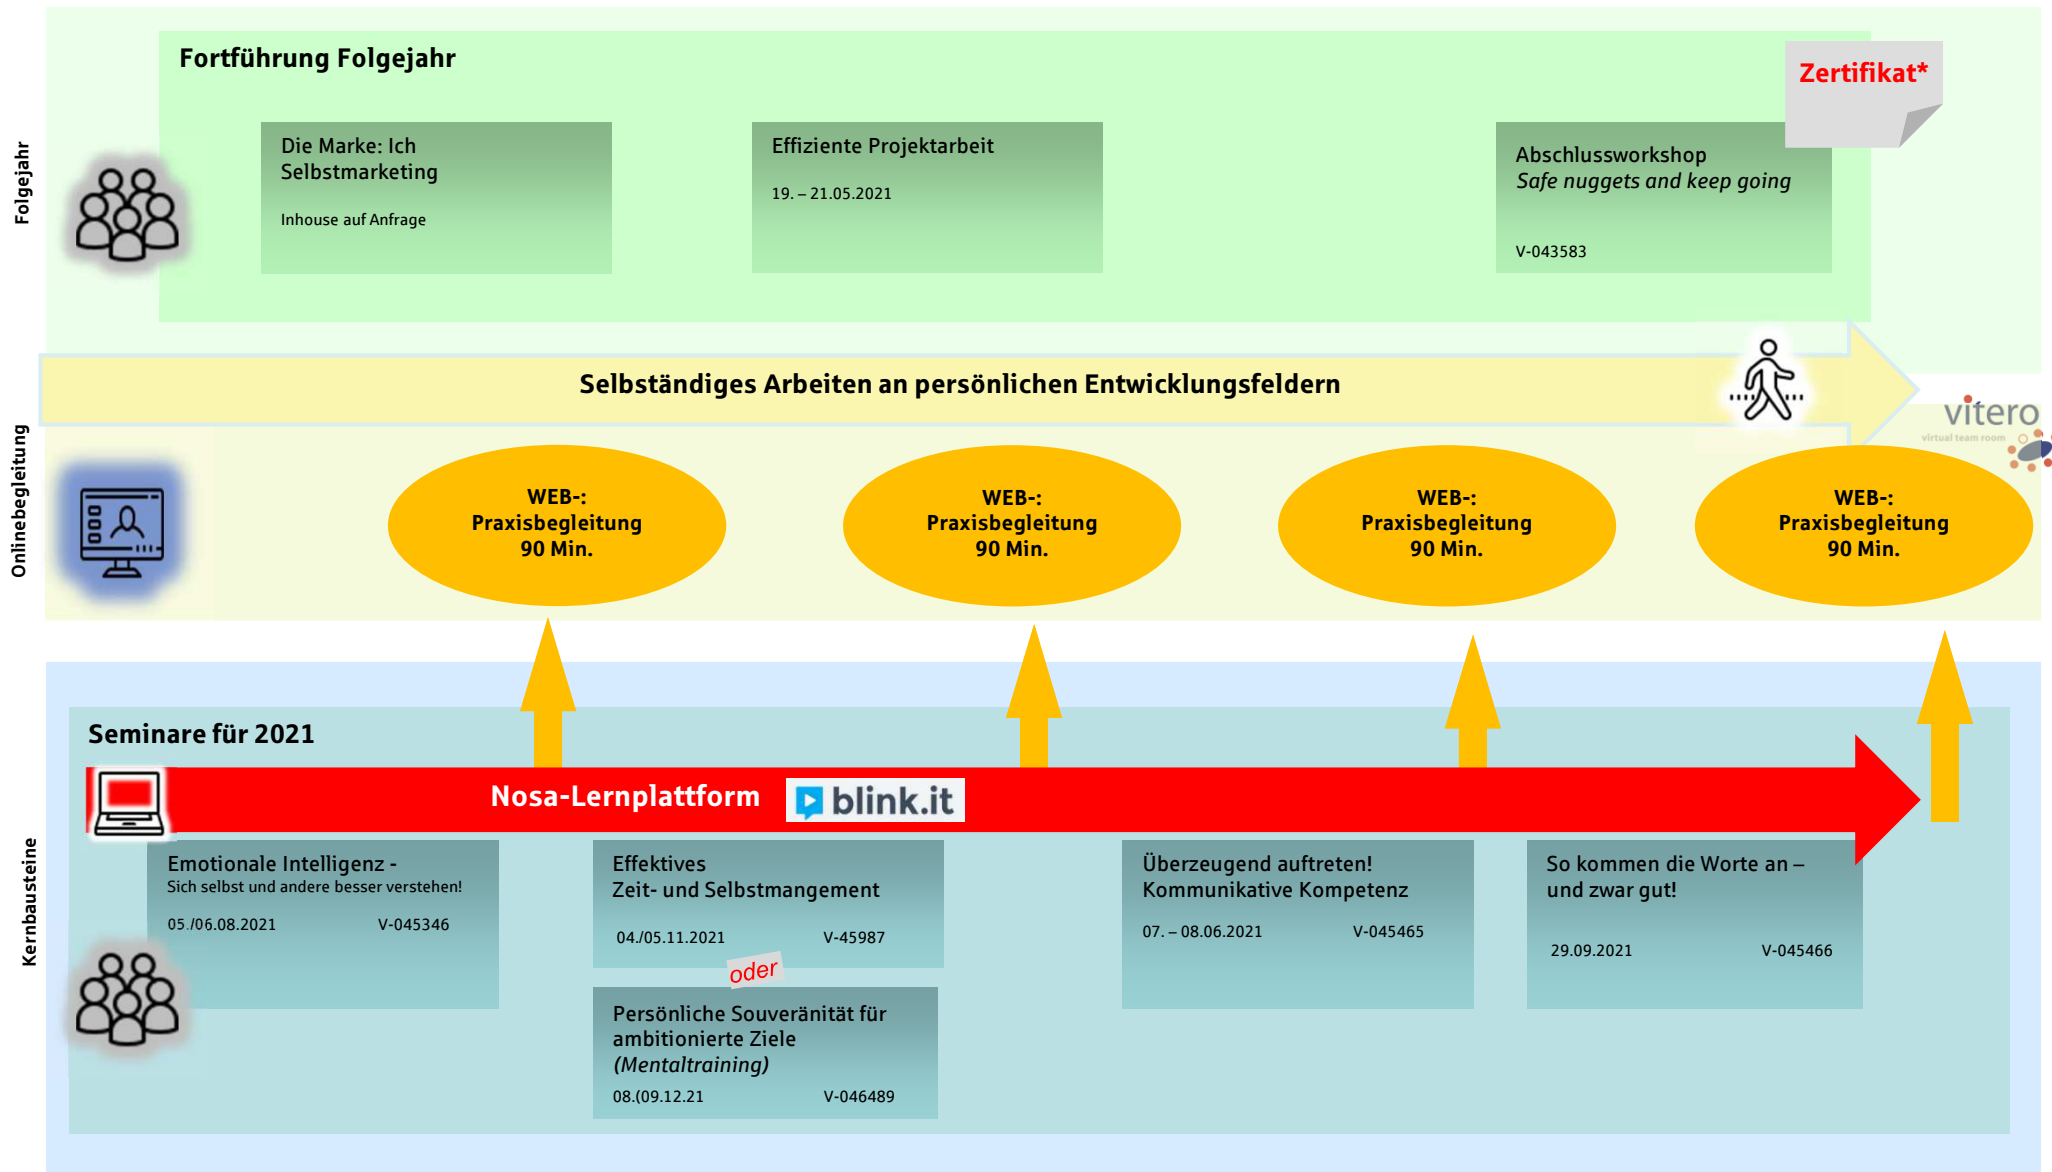 Fortführung Folgejahr
Zertifikat*
Folgejahr
Die Marke: Ich
Selbstmarketing
Inhouse auf Anfrage
Effiziente Projektarbeit
19. – 21.05.2021
Abschlussworkshop
Safe nuggets and keep going
V-043583
Selbständiges Arbeiten an persönlichen Entwicklungsfeldern
vitero
virtual team room
Onlinebegleitung
WEB-:
Praxisbegleitung
90 Min.
WEB-:
Praxisbegleitung
90 Min.
WEB-:
Praxisbegleitung
90 Min.
WEB-:
Praxisbegleitung
90 Min.
Kernbausteine
Seminare für 2021
Nosa-Lernplattform
blink.it
Emotionale Intelligenz -
Sich selbst und andere besser verstehen!
05./06.08.2021 V-045346
Effektives
Zeit- und Selbstmangement
04./05.11.2021 V-45987
oder
Persönliche Souveränität für
ambitionierte Ziele
(Mentaltraining)
08.(09.12.21 V-046489
Überzeugend auftreten!
Kommunikative Kompetenz
07. – 08.06.2021 V-045465
So kommen die Worte an –
und zwar gut!
29.09.2021 V-045466